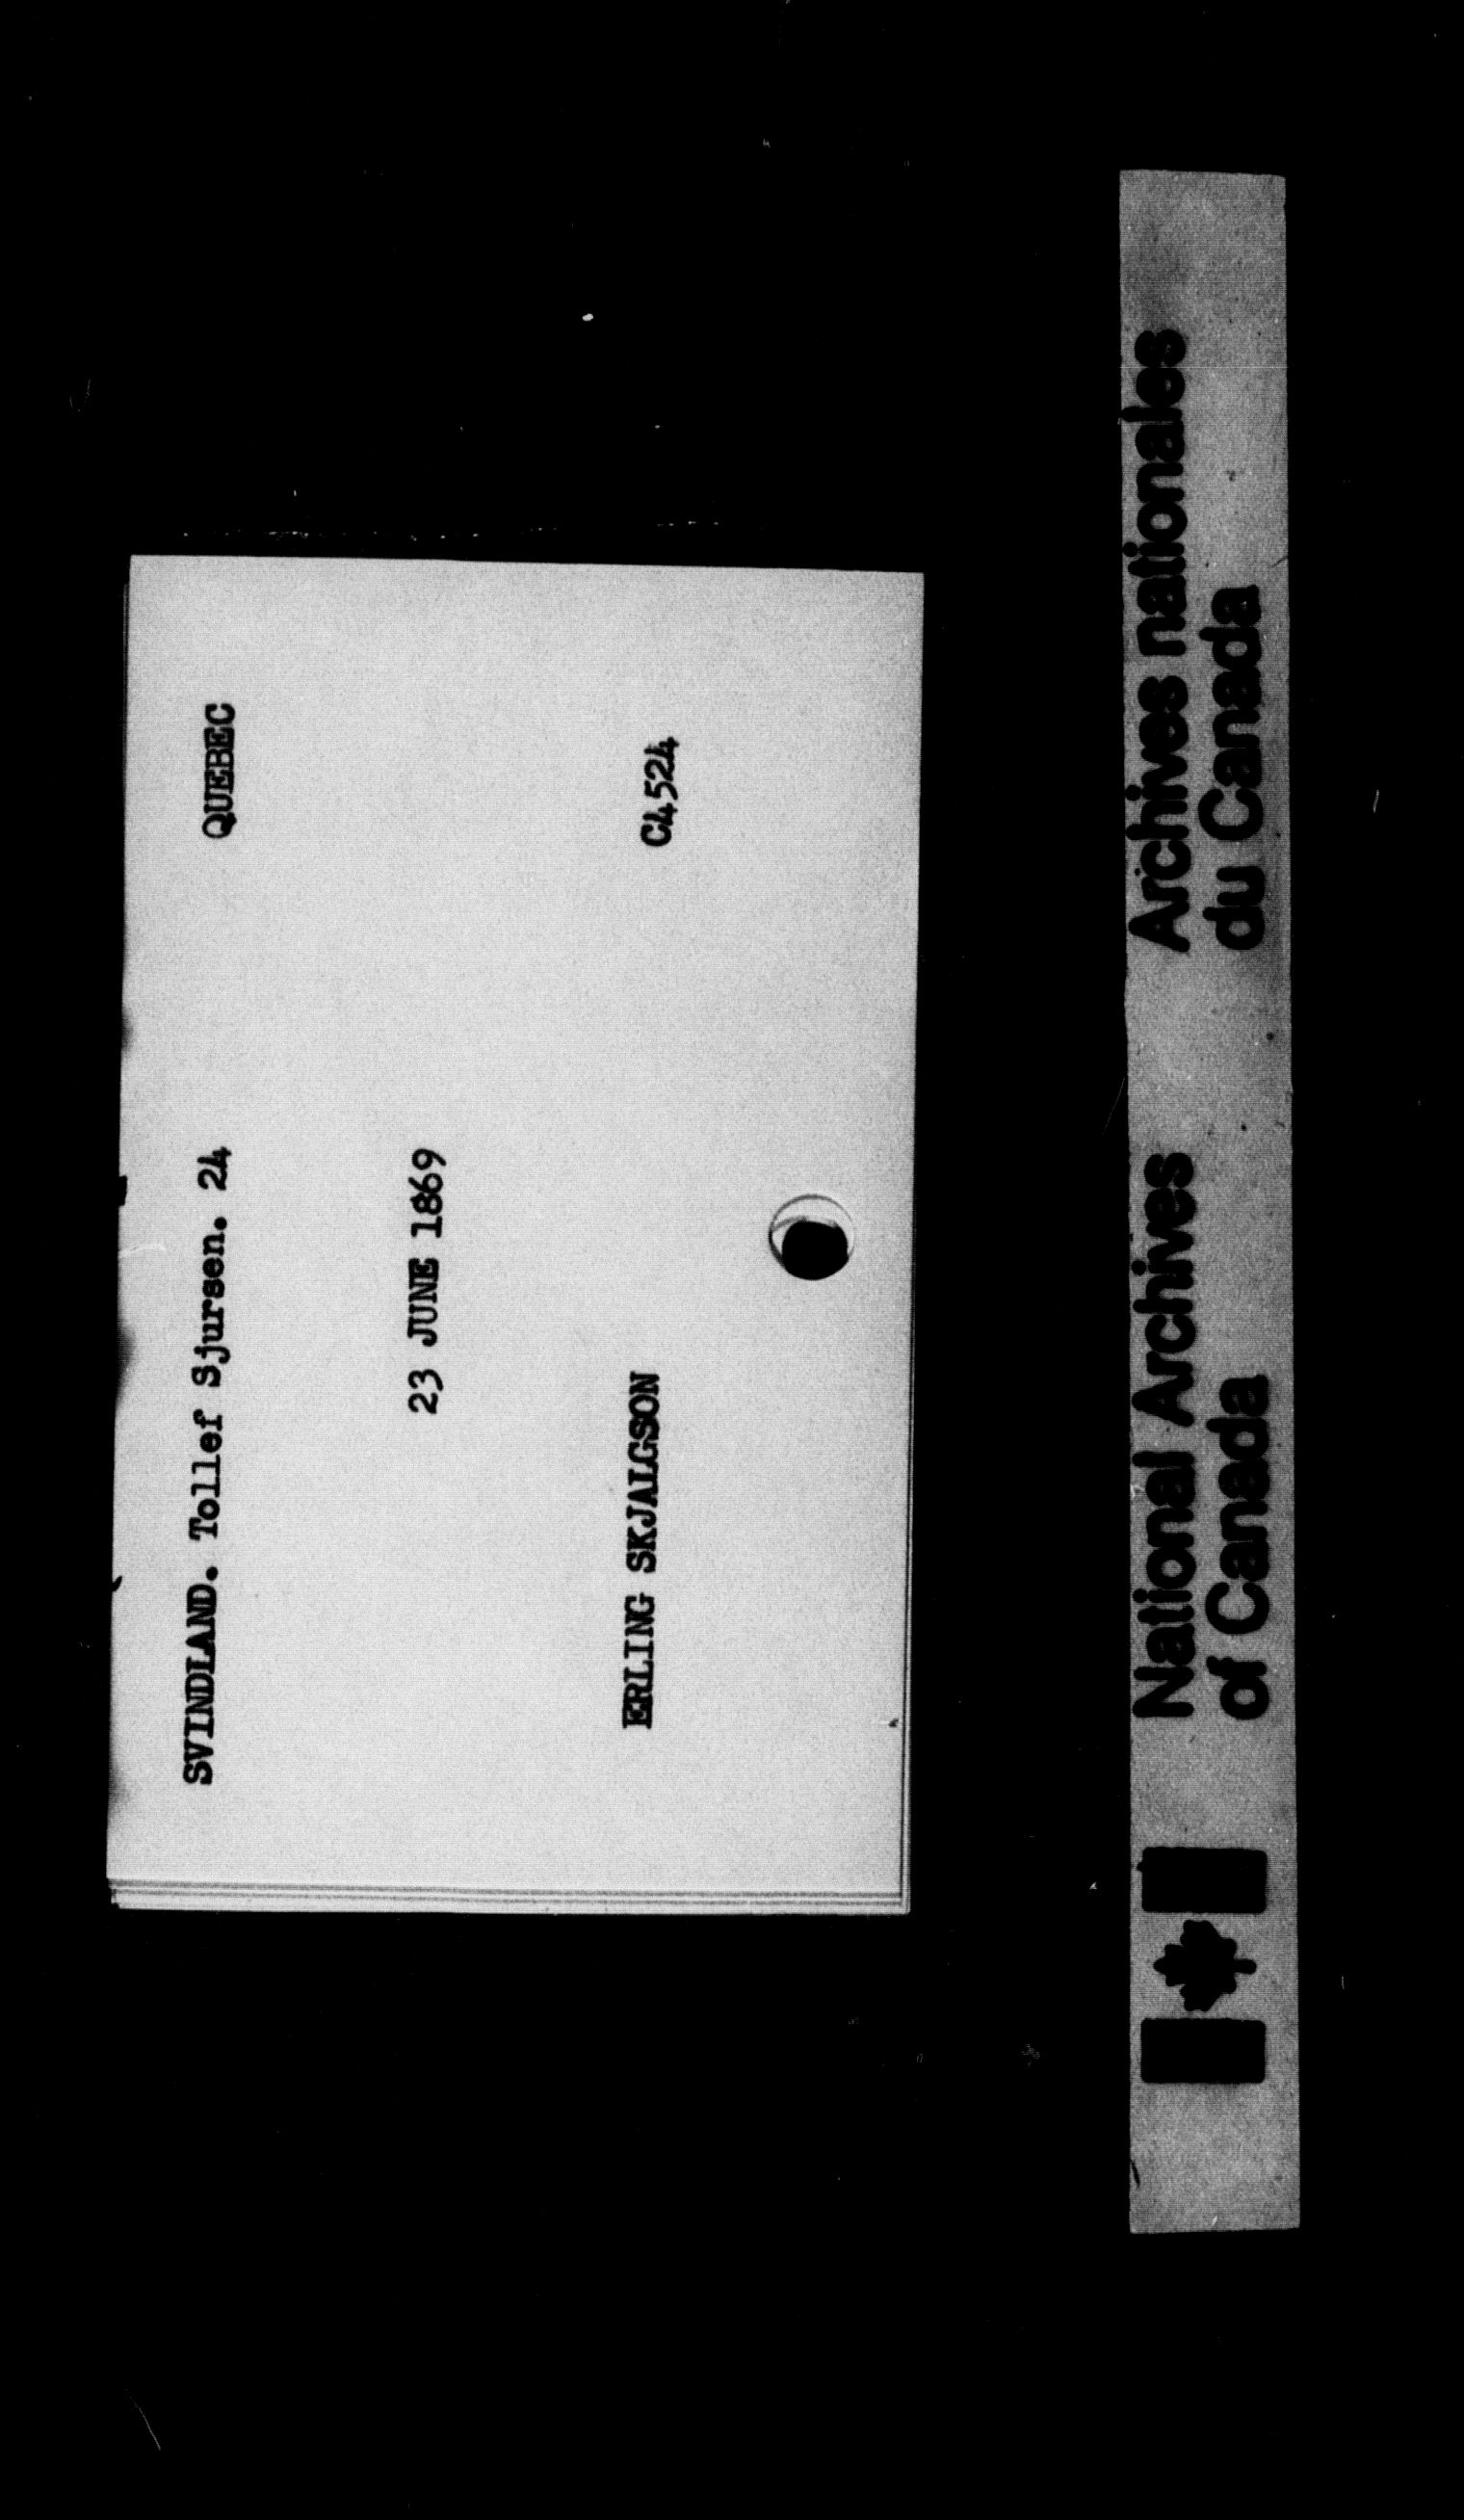 SVINDLAND. Tollef Sjursen. 24 QUEBEC
23 JUNE 1869
ERLING SKJALGSON C4524
National Archives
of Canada
Archives nationales
du Canada